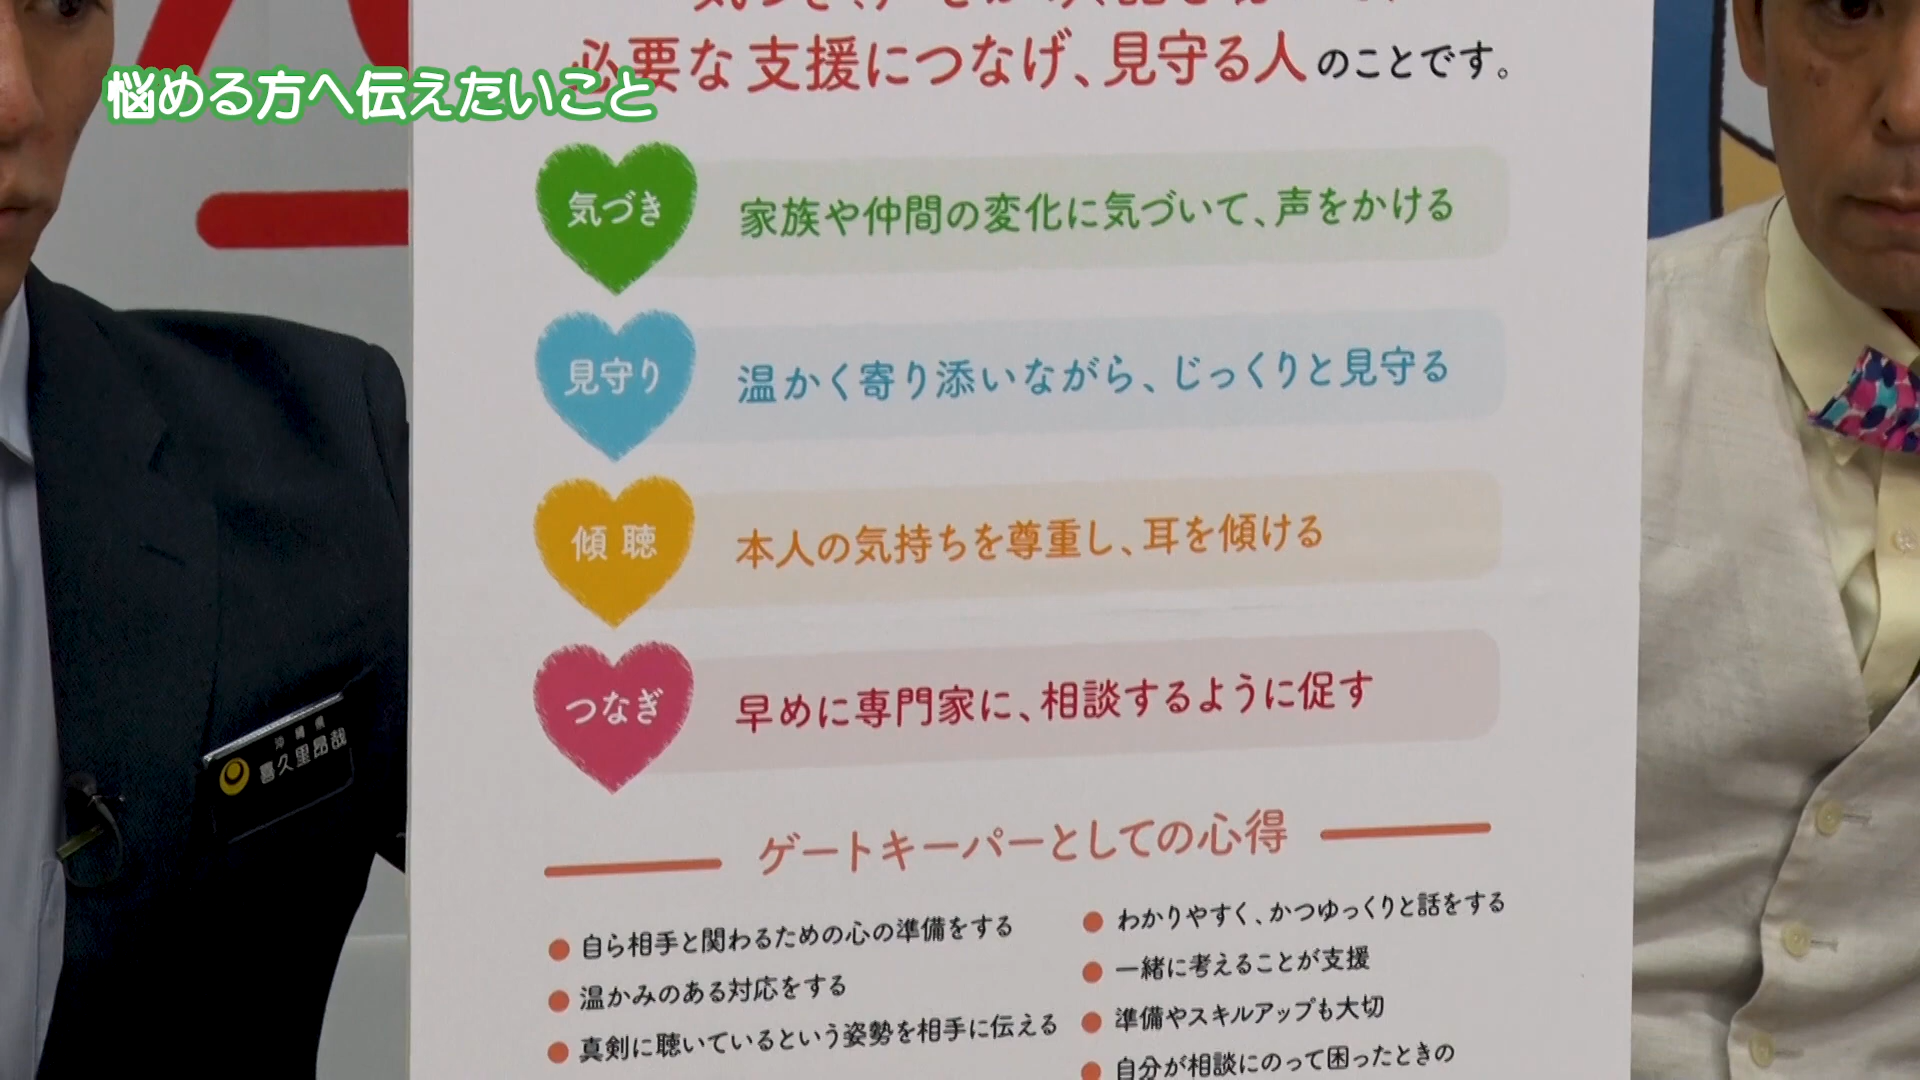 必要な支援につなげ、見守る人のことです。
悩める方へ伝えたいこと
気づき
家族や仲間の変化に気づいて、声をかける
見守り
温かく寄り添いながら、じっくりと見守る
傾聴
本人の気持ちを尊重し、耳を傾ける
つなぎ
早めに専門家に、相談するように促す
沖縄県
喜久里昂哉
ゲートキーパーとしての心得
自ら相手と関わるための心の準備をする
温かみのある対応をする
真剣に聴いているという姿勢を相手に伝える
わかりやすく、かつゆっくりと話をする
一緒に考えることが支援
準備やスキルアップも大切
自分が相談にのって困ったときの